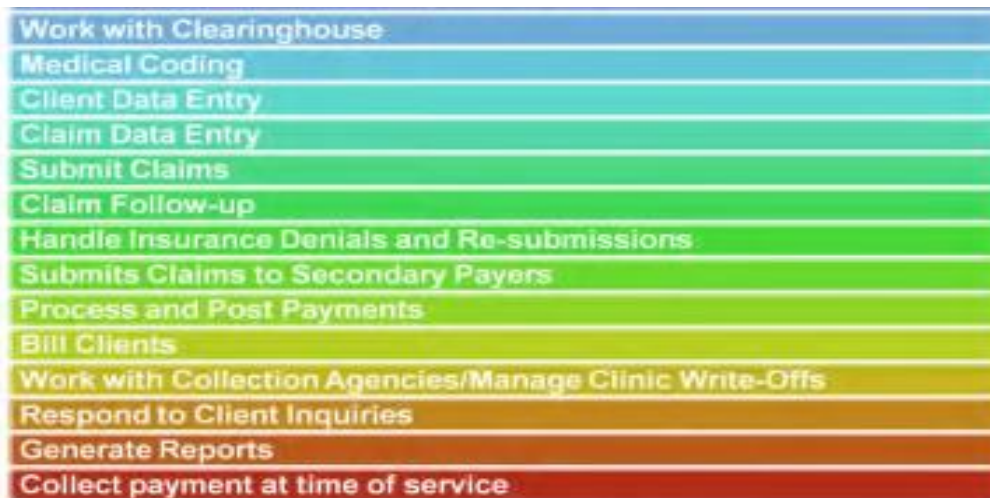 Work with Clearinghouse
Medical Coding
Client Data Entry
Claim Data Entry
Submit Claims
Claim Follow-up
Handle Insurance Denials and Re-submissions
Submits Claims to Secondary Payers
Process and Post Payments
Bill Clients
Work with Collection Agencies/Manage Clinic Write-Offs
Respond to Client Inquiries
Generate Reports
Collect payment at time of service